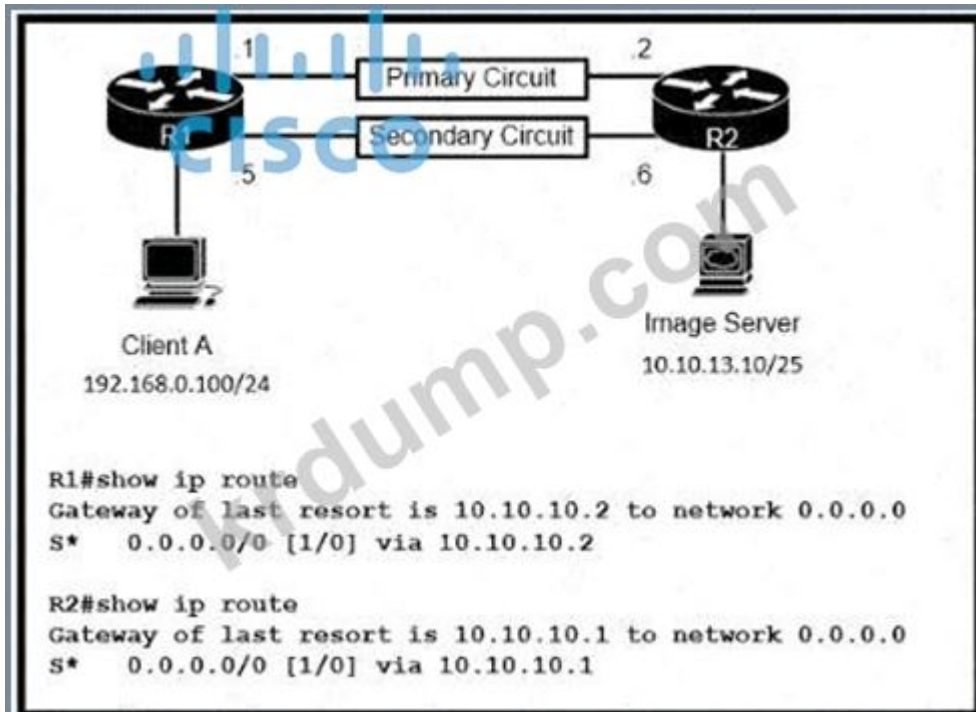 .1
.2
Primary Circuit
R1
cisco
Secondary Circuit
R2
.5
.6
Client A
192.168.0.100/24
Image Server
10.10.13.10/25
krdump.com
R1#show ip route
Gateway of last resort is 10.10.10.2 to network 0.0.0.0
S* 0.0.0.0/0 [1/0] via 10.10.10.2
R2#show ip route
Gateway of last resort is 10.10.10.1 to network 0.0.0.0
S* 0.0.0.0/0 [1/0] via 10.10.10.1